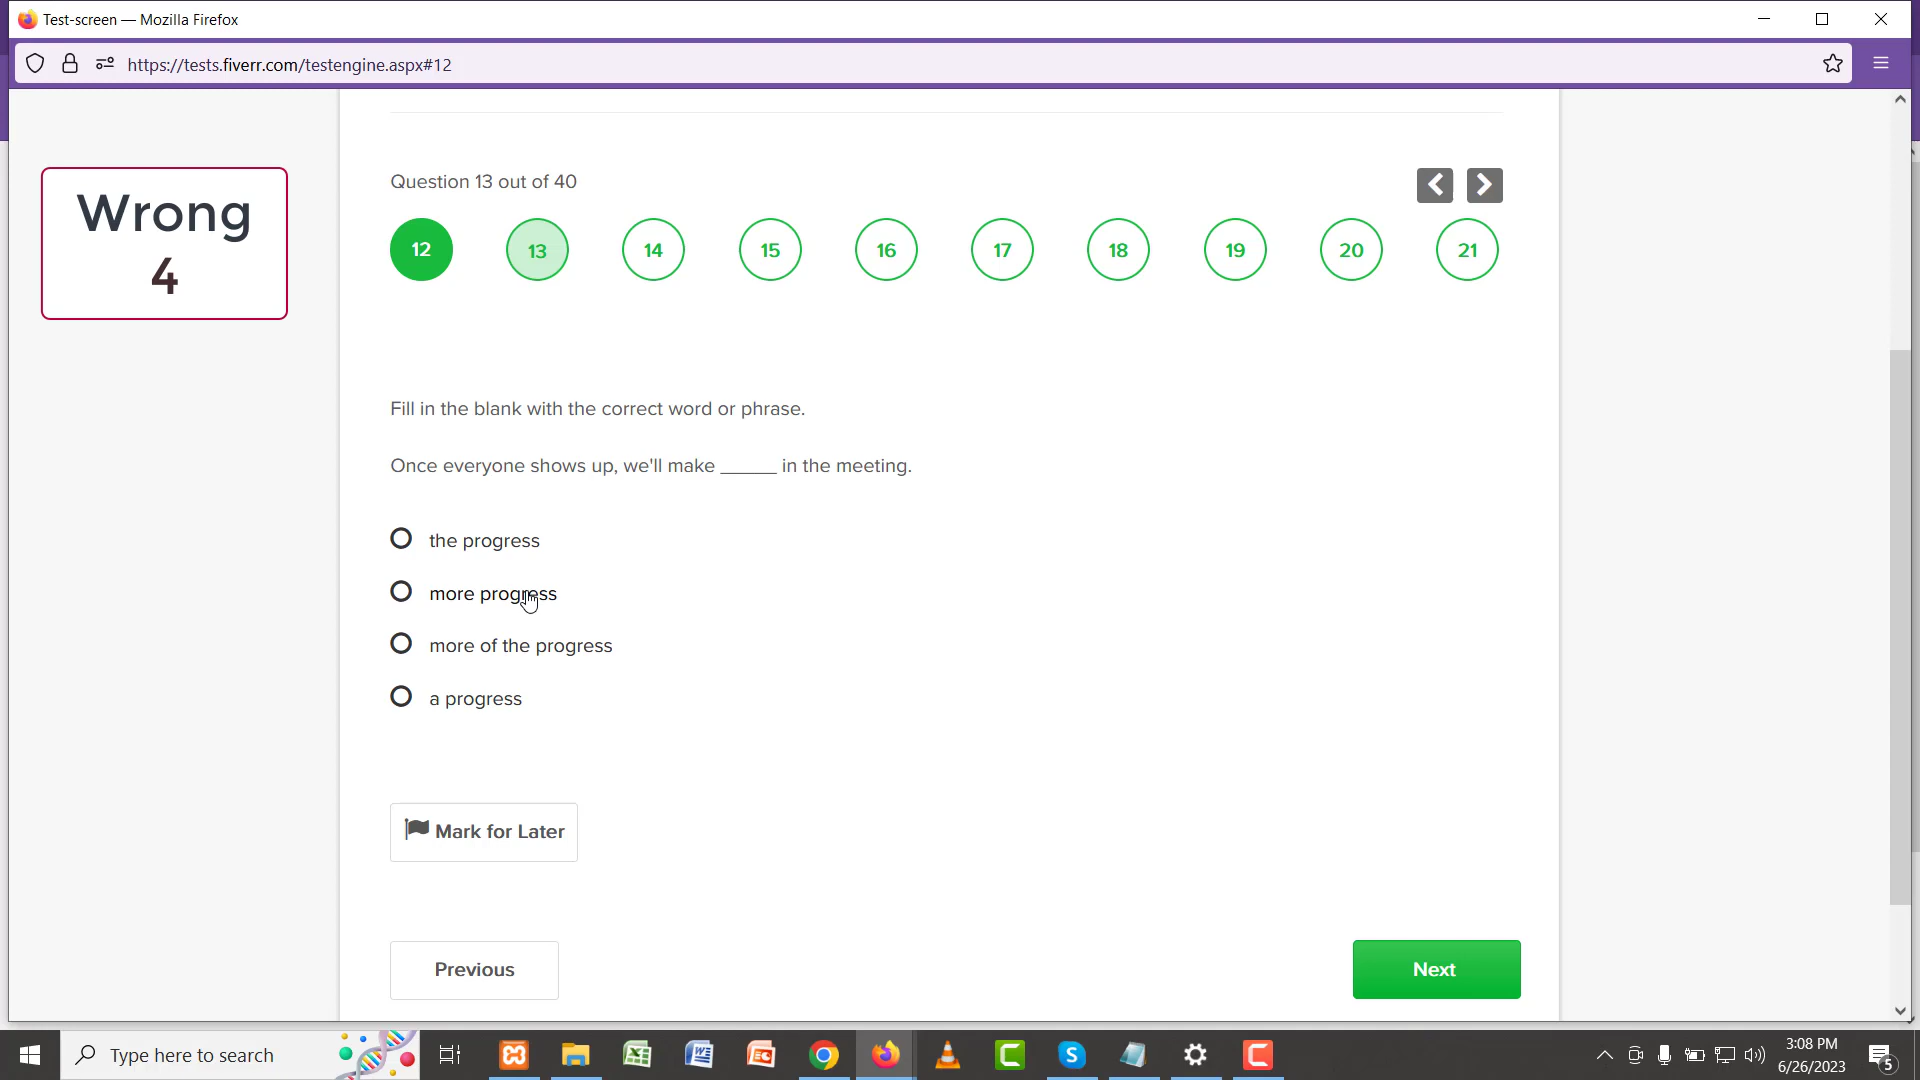 Test-screen — Mozilla Firefox
https://tests.fiverr.com/testengine.aspx#12
Wrong
4
Question 13 out of 40
12 13 14 15 16 17 18 19 20 21
Fill in the blank with the correct word or phrase.
Once everyone shows up, we'll make _____ in the meeting.
the progress
more progress
more of the progress
a progress
Mark for Later
Previous
Next
Type here to search
3:08 PM
6/26/2023
5